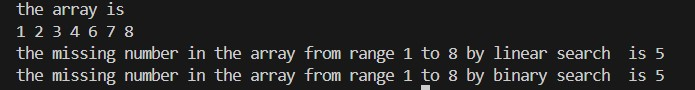 the array is
1 2 3 4 6 7 8
the missing number in the array from range 1 to 8 by linear search  is 5
the missing number in the array from range 1 to 8 by binary search  is 5